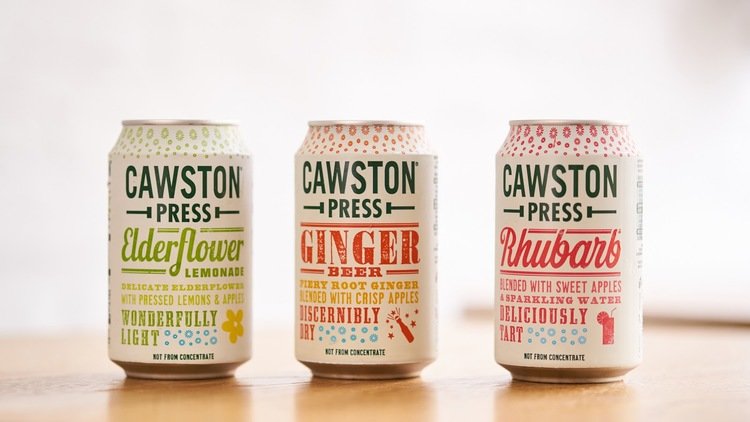 CAWSTON
PRESS
Elderflower
LEMONADE
DELICATE ELDERFLOWER
WITH PRESSED LEMONS & APPLES
WONDERFULLY
LIGHT
NOT FROM CONCENTRATE
CAWSTON
PRESS
GINGER
BEER
FIERY ROOT GINGER
BLENDED WITH CRISP APPLES
DISCERNIBLY
DRY
NOT FROM CONCENTRATE
CAWSTON
PRESS
Rhubarb
BLENDED WITH SWEET APPLES
& SPARKLING WATER
DELICIOUSLY
TART
NOT FROM CONCENTRATE